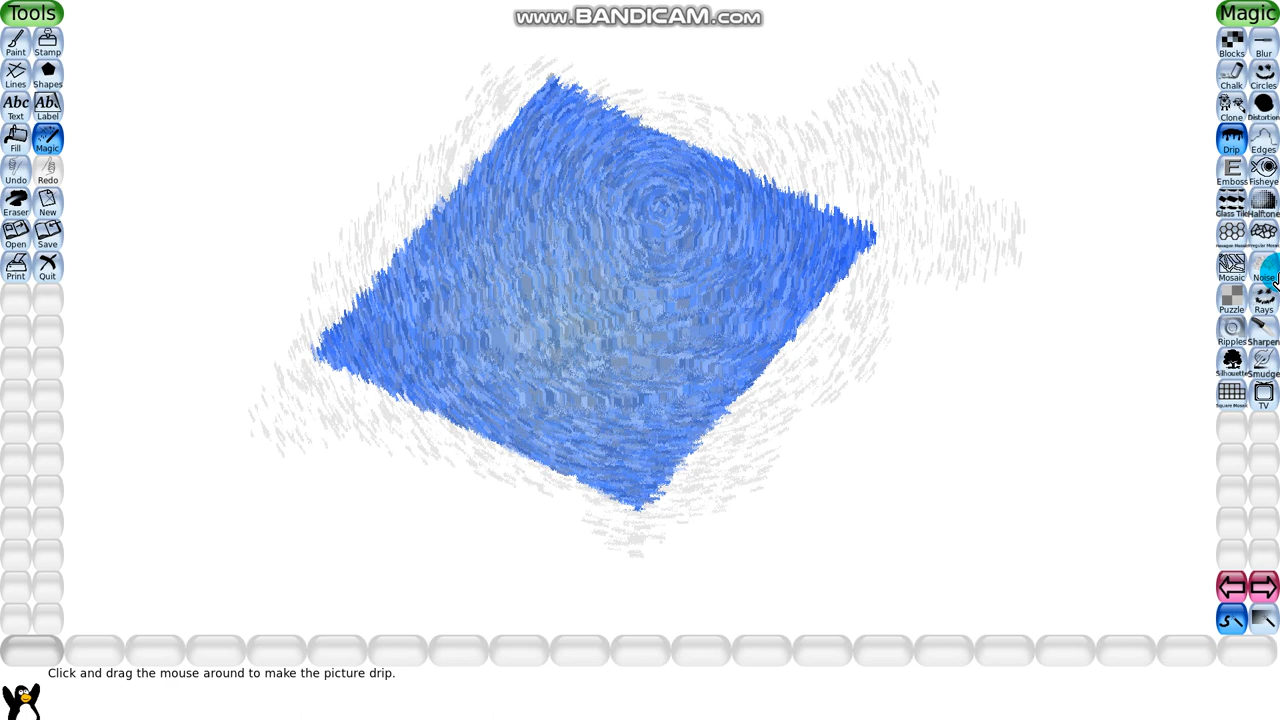 Tools
www.BANDICAM.com
Magic
Paint
Stamp
Blocks
Blur
Lines
Shapes
Chalk
Circles
Abc
Abl
Text
Label
Clone
Distortion
Fill
Magic
Drip
Edges
Undo
Redo
Emboss
Fisheye
Eraser
New
Glass Tile
Halftone
Open
Save
Print
Quit
Mosaic
Noise
Puzzle
Rays
Ripples
Sharpen
Silhouette
Smudge
TV
Click and drag the mouse around to make the picture drip.